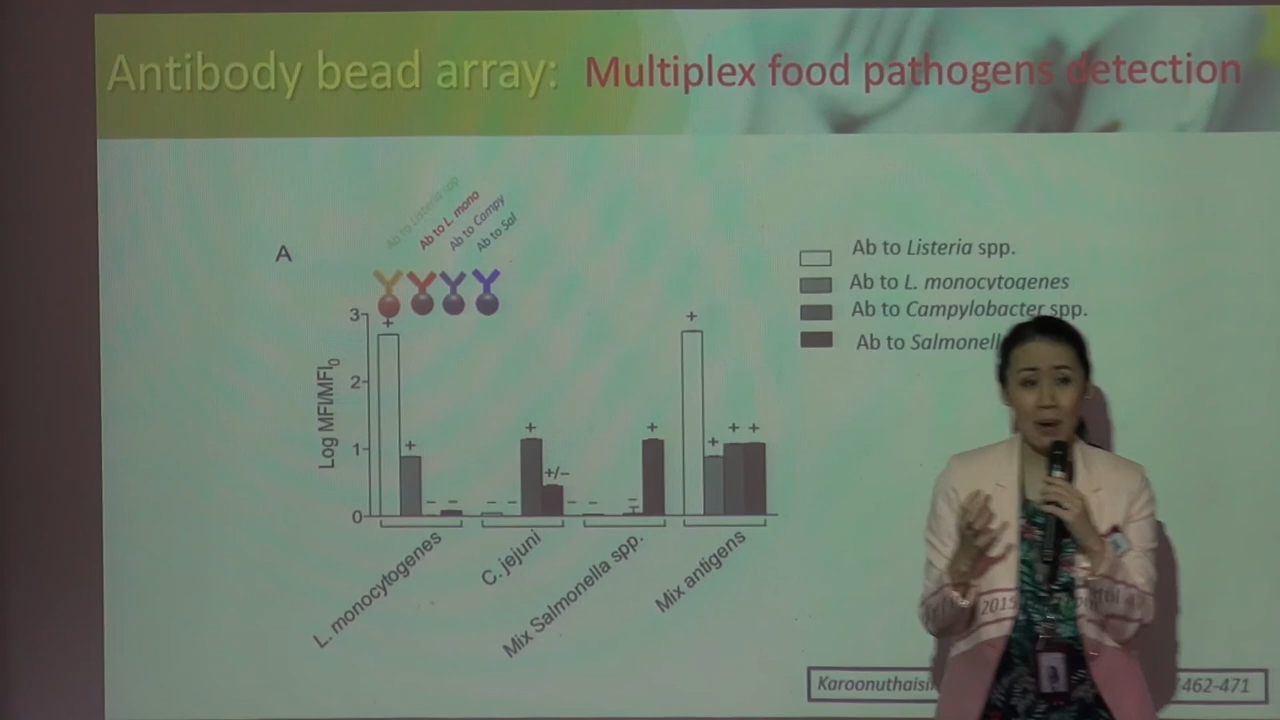 Antibody bead array: Multiplex food pathogens detection
Ab to Listeria spp
Ab to L. mono
Ab to Campy
Ab to Sal
A
Ab to Listeria spp.
Ab to L. monocytogenes
Ab to Campylobacter spp.
Ab to Salmonell
Log MFI/MFI0
3
2
1
0
+
+
–
–
–
–
+
+/–
–
–
–
+
+
+
+
+
L. monocytogenes
C. jejuni
Mix Salmonella spp.
Mix antigens
2015
Karoonuthaisi
462-471